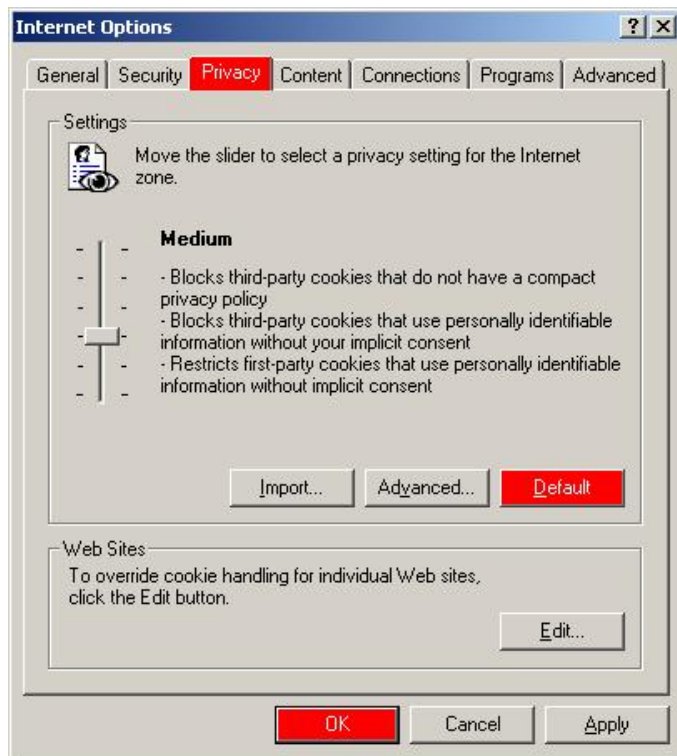 Internet Options
General Security Privacy Content Connections Programs Advanced
Settings
Move the slider to select a privacy setting for the Internet
zone.
Medium
- Blocks third-party cookies that do not have a compact
privacy policy
- Blocks third-party cookies that use personally identifiable
information without your implicit consent
- Restricts first-party cookies that use personally identifiable
information without implicit consent
Import... Advanced... Default
Web Sites
To override cookie handling for individual Web sites,
click the Edit button.
Edit...
OK Cancel Apply